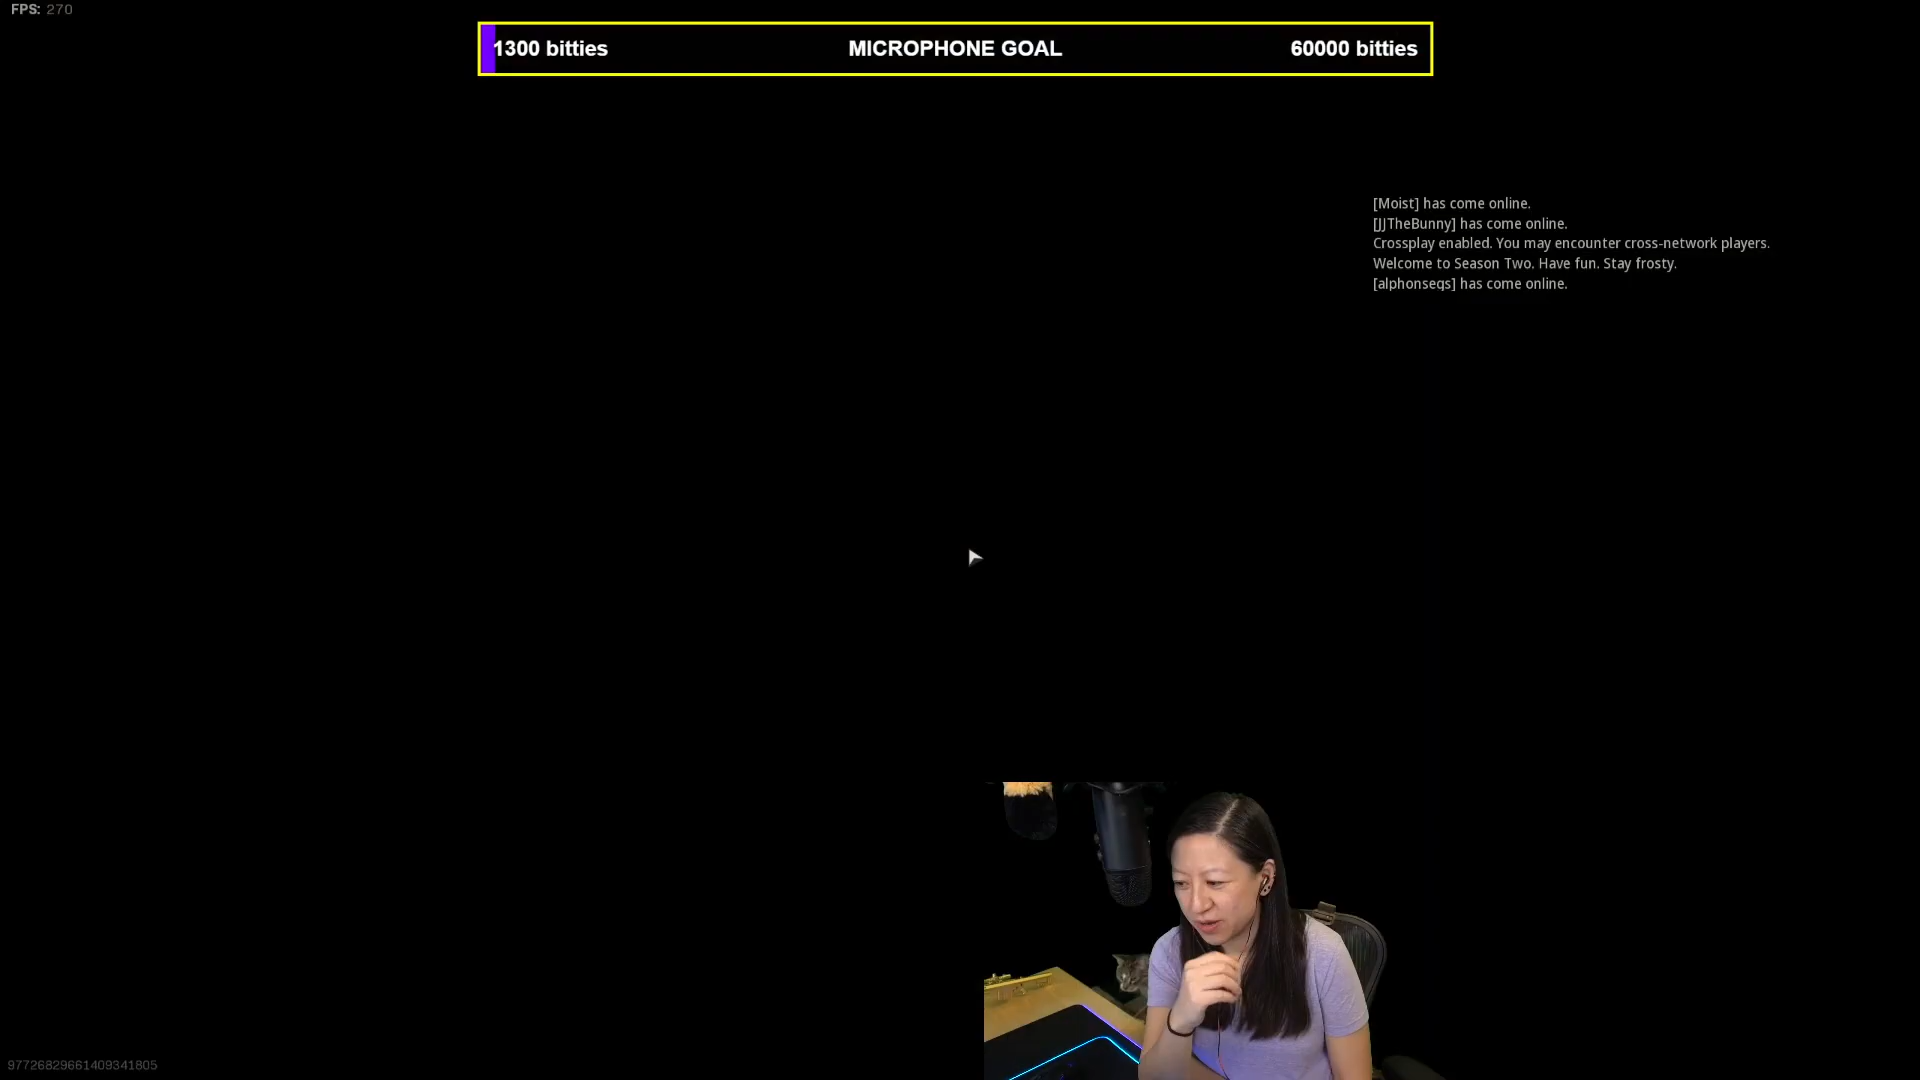 FPS: 270
1300 bitties MICROPHONE GOAL 60000 bitties
[Moist] has come online.
[JJTheBunny] has come online.
Crossplay enabled. You may encounter cross-network players.
Welcome to Season Two. Have fun. Stay frosty.
[alphonseqs] has come online.
97726829661409341805